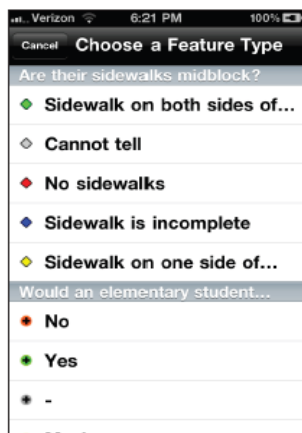 Verizon 6:21 PM 100%
Cancel Choose a Feature Type
Are their sidewalks midblock?
Sidewalk on both sides of...
Cannot tell
No sidewalks
Sidewalk is incomplete
Sidewalk on one side of...
Would an elementary student...
No
Yes
-